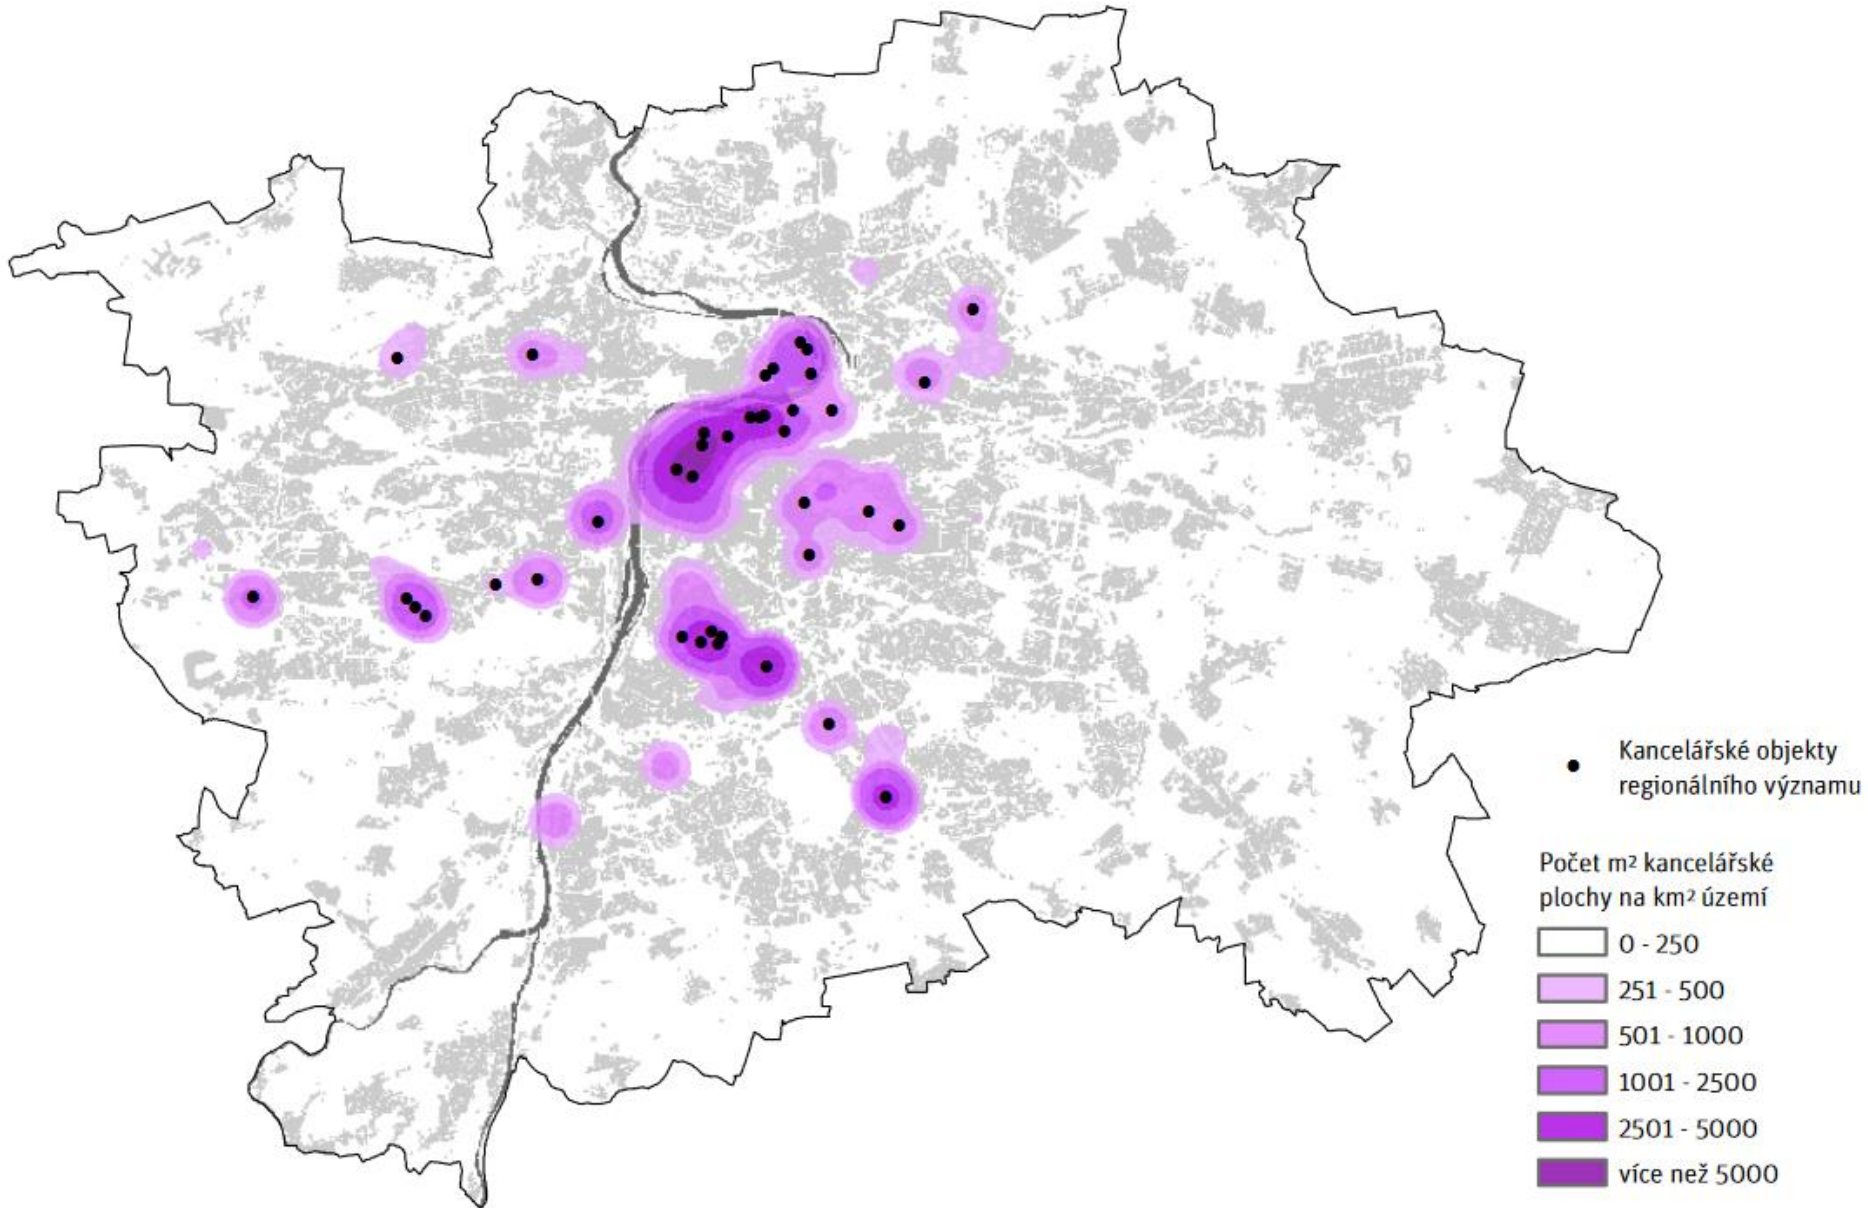 Kancelářské objekty
regionálního významu
Počet m² kancelářské
plochy na km² území
0 - 250
251 - 500
501 - 1000
1001 - 2500
2501 - 5000
více než 5000